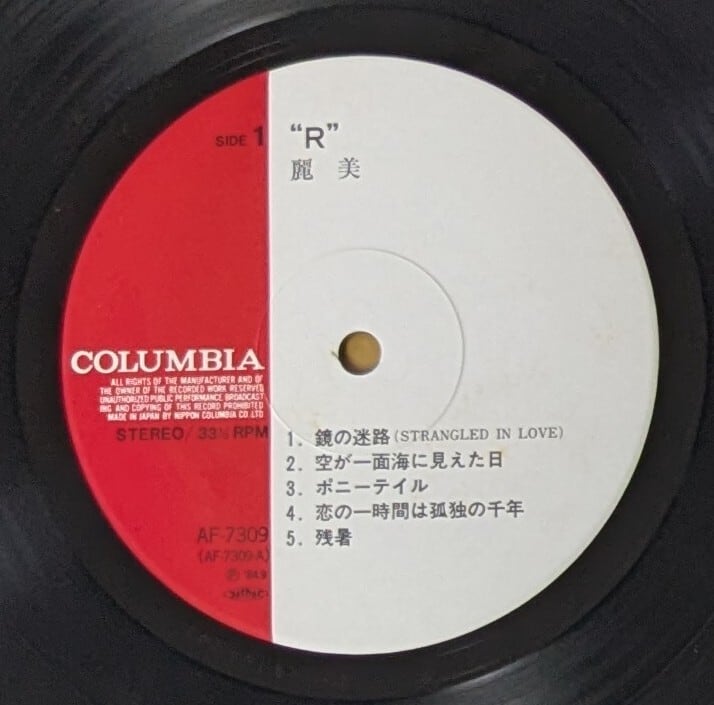 SIDE 1
“R”
麗 美
COLUMBIA
ALL RIGHTS OF THE MANUFACTURER AND OF
THE OWNER OF THE RECORDED WORK RESERVED
UNAUTHORIZED PUBLIC PERFORMANCE BROADCAST
ING AND COPYING OF THIS RECORD PROHIBITED
MADE IN JAPAN BY NIPPON COLUMBIA CO LTD
STEREO/33⅓ RPM
1. 鏡の迷路(STRANGLED IN LOVE)
2. 空が一面海に見えた日
3. ポニーテイル
4. 恋の一時間は孤独の千年
5. 残暑
AF-7309
(AF-7309-A)
Ⓟ '84.9